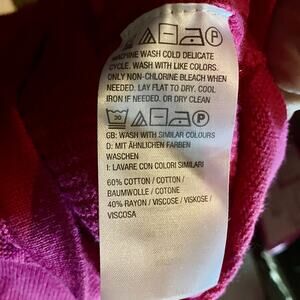 MACHINE WASH COLD DELICATE
CYCLE. WASH WITH LIKE COLORS.
ONLY NON-CHLORINE BLEACH WHEN
NEEDED. LAY FLAT TO DRY. COOL
IRON IF NEEDED. OR DRY CLEAN
30
P
GB: WASH WITH SIMILAR COLOURS
D: MIT ÄHNLICHEN FARBEN
WASCHEN
I: LAVARE CON COLORI SIMILARI
60% COTTON / COTTON /
BAUMWOLLE / COTONE
40% RAYON / VISCOSE / VISKOSE /
VISCOSA